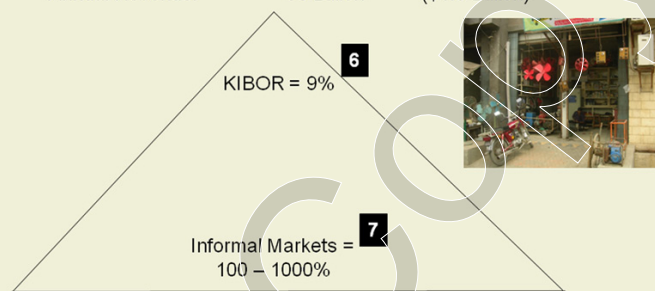 6
KIBOR = 9%
7
Informal Markets =
100 – 1000%